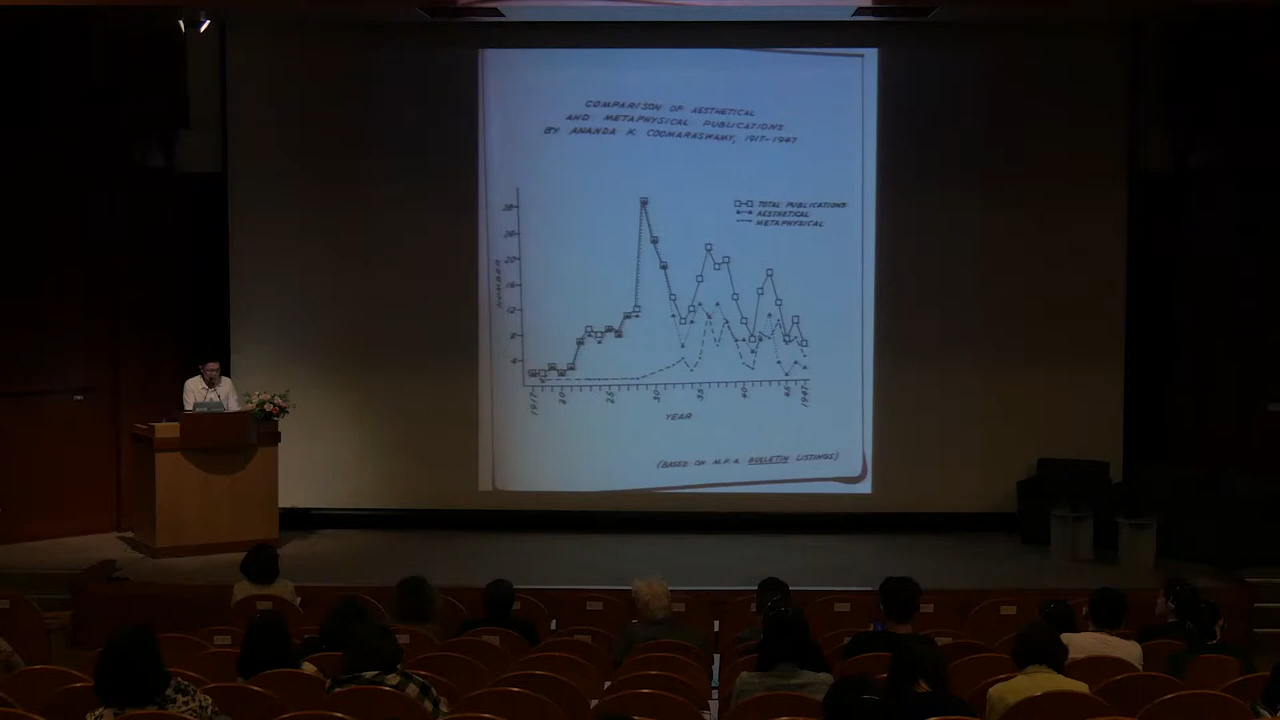 COMPARISON OF AESTHETICAL
AND METAPHYSICAL PUBLICATIONS
BY ANANDA K. COOMARASWAMY, 1917-1947
TOTAL PUBLICATIONS
AESTHETICAL
METAPHYSICAL
NUMBER
28
24
20
16
12
8
4
1917
20
25
30
35
40
45
1947
YEAR
(BASED ON M.F.A. BULLETIN LISTINGS)